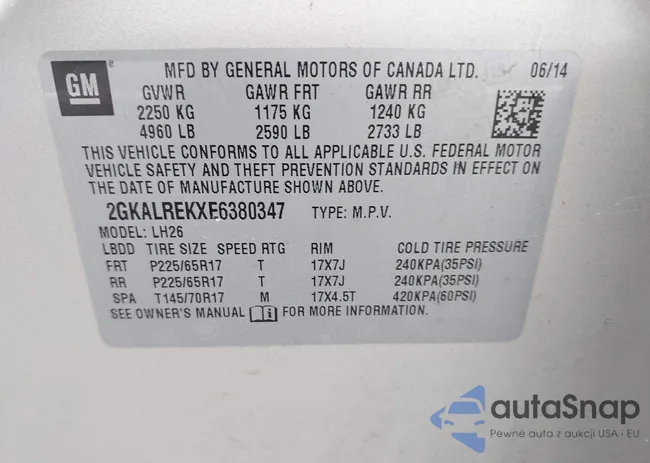 GM ® MFD BY GENERAL MOTORS OF CANADA LTD. 06/14
GVWR GAWR FRT GAWR RR
2250 KG 1175 KG 1240 KG
4960 LB 2590 LB 2733 LB
THIS VEHICLE CONFORMS TO ALL APPLICABLE U.S. FEDERAL MOTOR
VEHICLE SAFETY AND THEFT PREVENTION STANDARDS IN EFFECT ON
THE DATE OF MANUFACTURE SHOWN ABOVE.
2GKALREKXE6380347 TYPE: M.P.V.
MODEL: LH26
LBDD TIRE SIZE SPEED RTG RIM COLD TIRE PRESSURE
FRT P225/65R17 T 17X7J 240KPA(35PSI)
RR P225/65R17 T 17X7J 240KPA(35PSI)
SPA T145/70R17 M 17X4.5T 420KPA(60PSI)
SEE OWNER'S MANUAL i FOR MORE INFORMATION.
autaSnap
Pewne auta z aukcji USA i EU